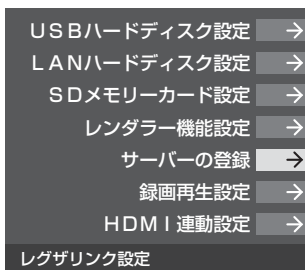 ＵＳＢハードディスク設定
ＬＡＮハードディスク設定
ＳＤメモリーカード設定
レンダラー機能設定
サーバーの登録
録画再生設定
ＨＤＭＩ連動設定
レグザリンク設定